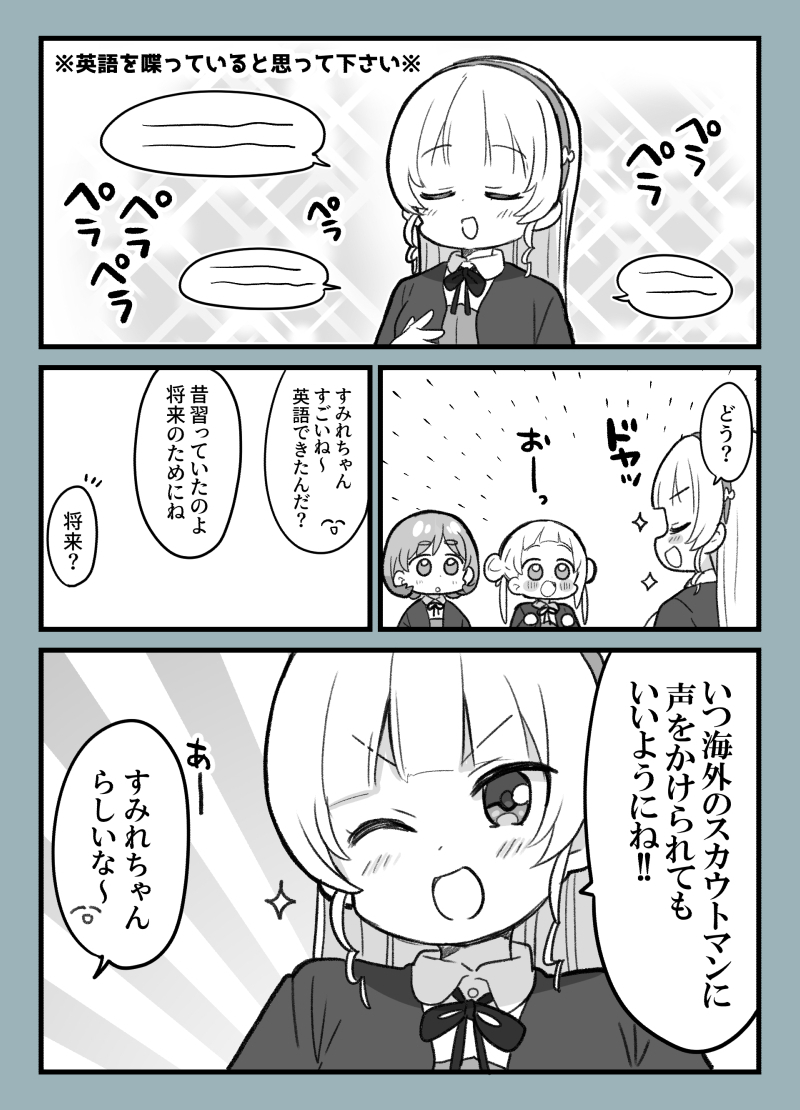 ※英語を喋っていると思って下さい※
ペラ
ペラ
ペラ
ペラ
ペラ
ペラ
どう？
ドヤッ
おーっ
すみれちゃん
すごいね～
英語できたんだ？
昔習っていたのよ
将来のためにね
将来？
いつ海外のスカウトマンに
声をかけられても
いいようにね!!
あー
すみれちゃん
らしいな～